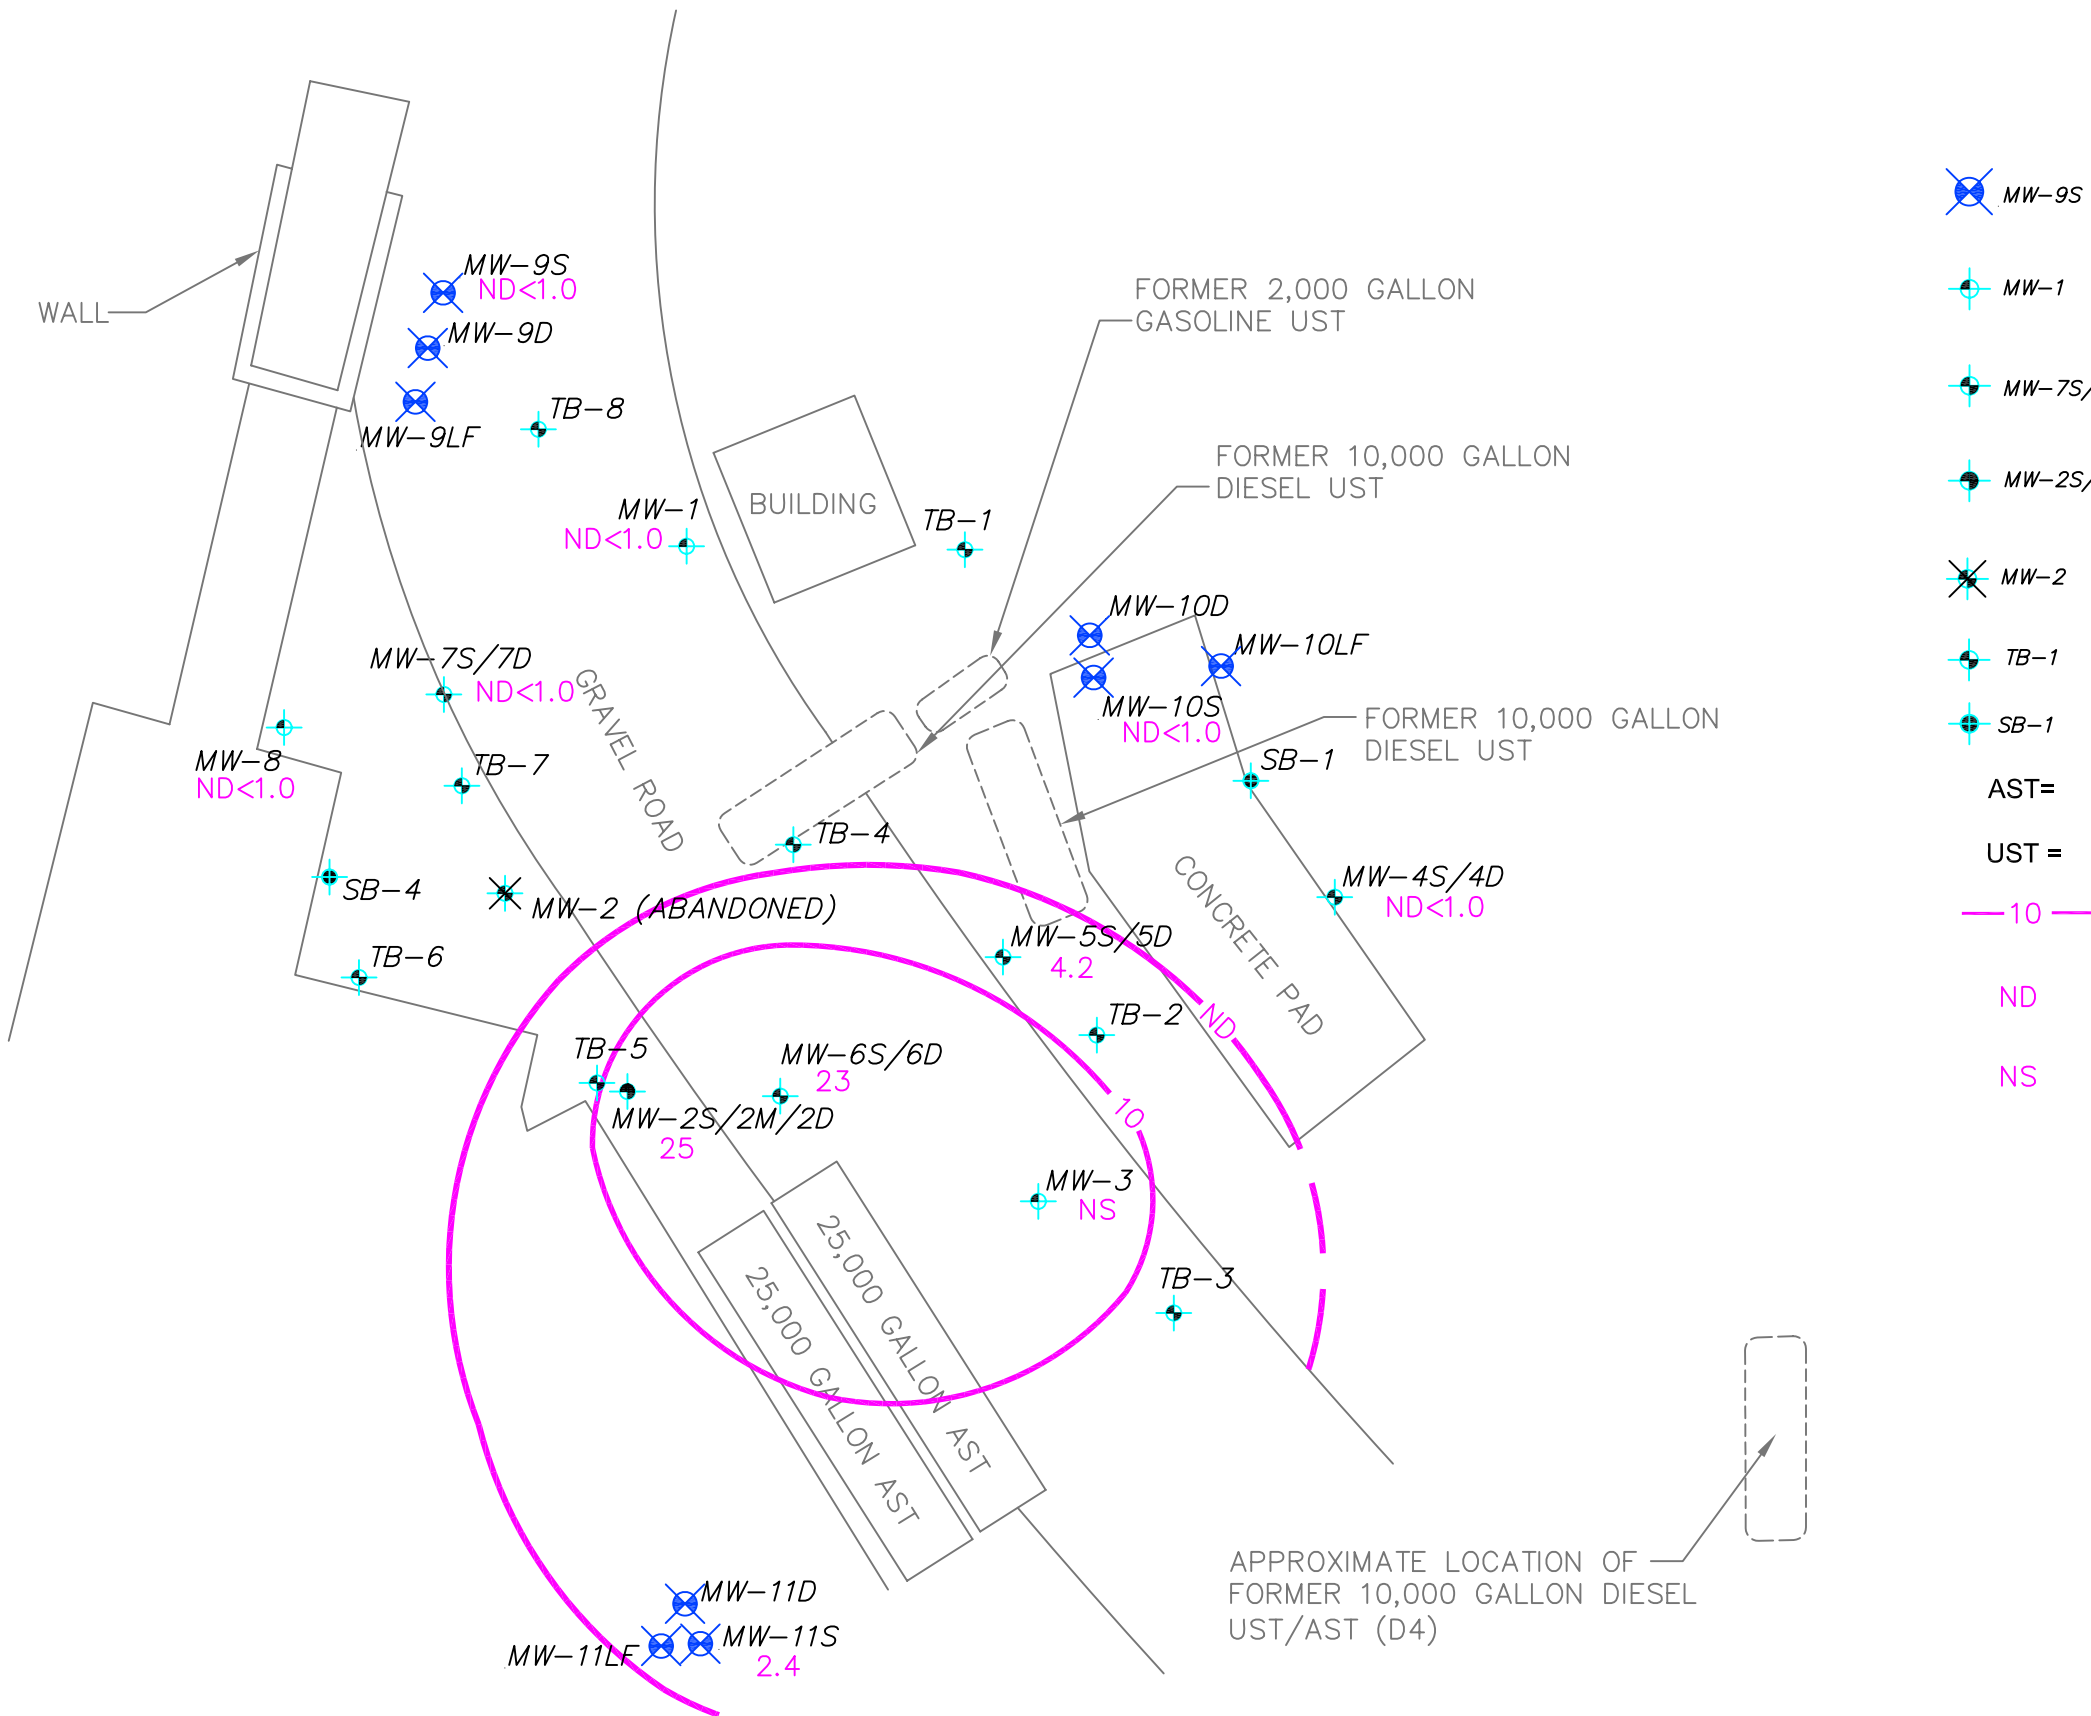 WALL
MW-9S
ND<1.0
MW-9D
MW-9LF
TB-8
FORMER 2,000 GALLON
GASOLINE UST
FORMER 10,000 GALLON
DIESEL UST
BUILDING
MW-1
ND<1.0
TB-1
MW-10D
MW-10LF
MW-10S
ND<1.0
MW-7S/7D
ND<1.0
GRAVEL ROAD
FORMER 10,000 GALLON
DIESEL UST
MW-8
ND<1.0
TB-7
SB-1
TB-4
SB-4
MW-2 (ABANDONED)
CONCRETE PAD
MW-4S/4D
ND<1.0
TB-6
MW-5S/5D
4.2
ND
TB-2
TB-5
MW-6S/6D
23
MW-2S/2M/2D
25
10
MW-3
NS
TB-3
25,000 GALLON AST
25,000 GALLON AST
APPROXIMATE LOCATION OF
FORMER 10,000 GALLON DIESEL
UST/AST (D4)
MW-11D
MW-11S
2.4
MW-11LF
MW-9S
MW-1
MW-7S/
MW-2S/
MW-2
TB-1
SB-1
AST=
UST =
10
ND
NS